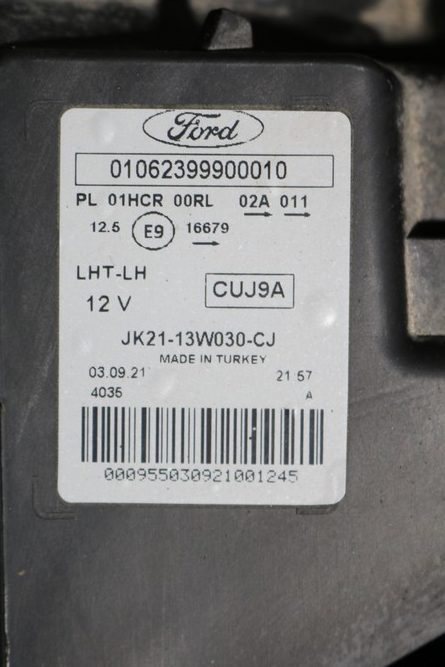 Ford
01062399900010
PL 01HCR 00RL 02A 011
12.5 E9 16679
LHT-LH
CUJ9A
12 V
JK21-13W030-CJ
MADE IN TURKEY
03.09.21 21 57
4035 A
000955030921001245